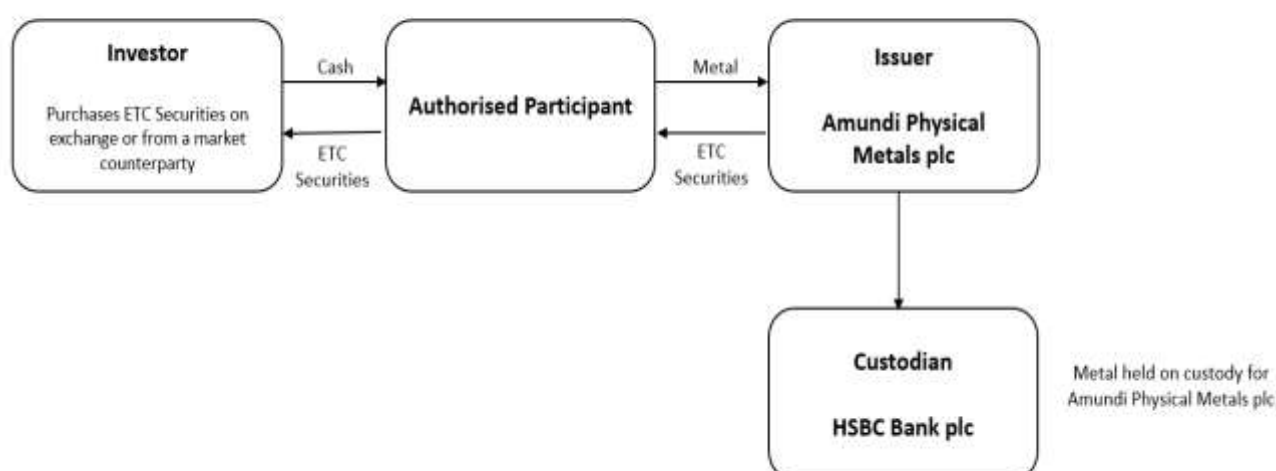 Investor
Purchases ETC Securities on
exchange or from a market
counterparty
Cash
ETC
Securities
Authorised Participant
Metal
ETC
Securities
Issuer
Amundi Physical
Metals plc
Custodian
HSBC Bank plc
Metal held on custody for
Amundi Physical Metals plc